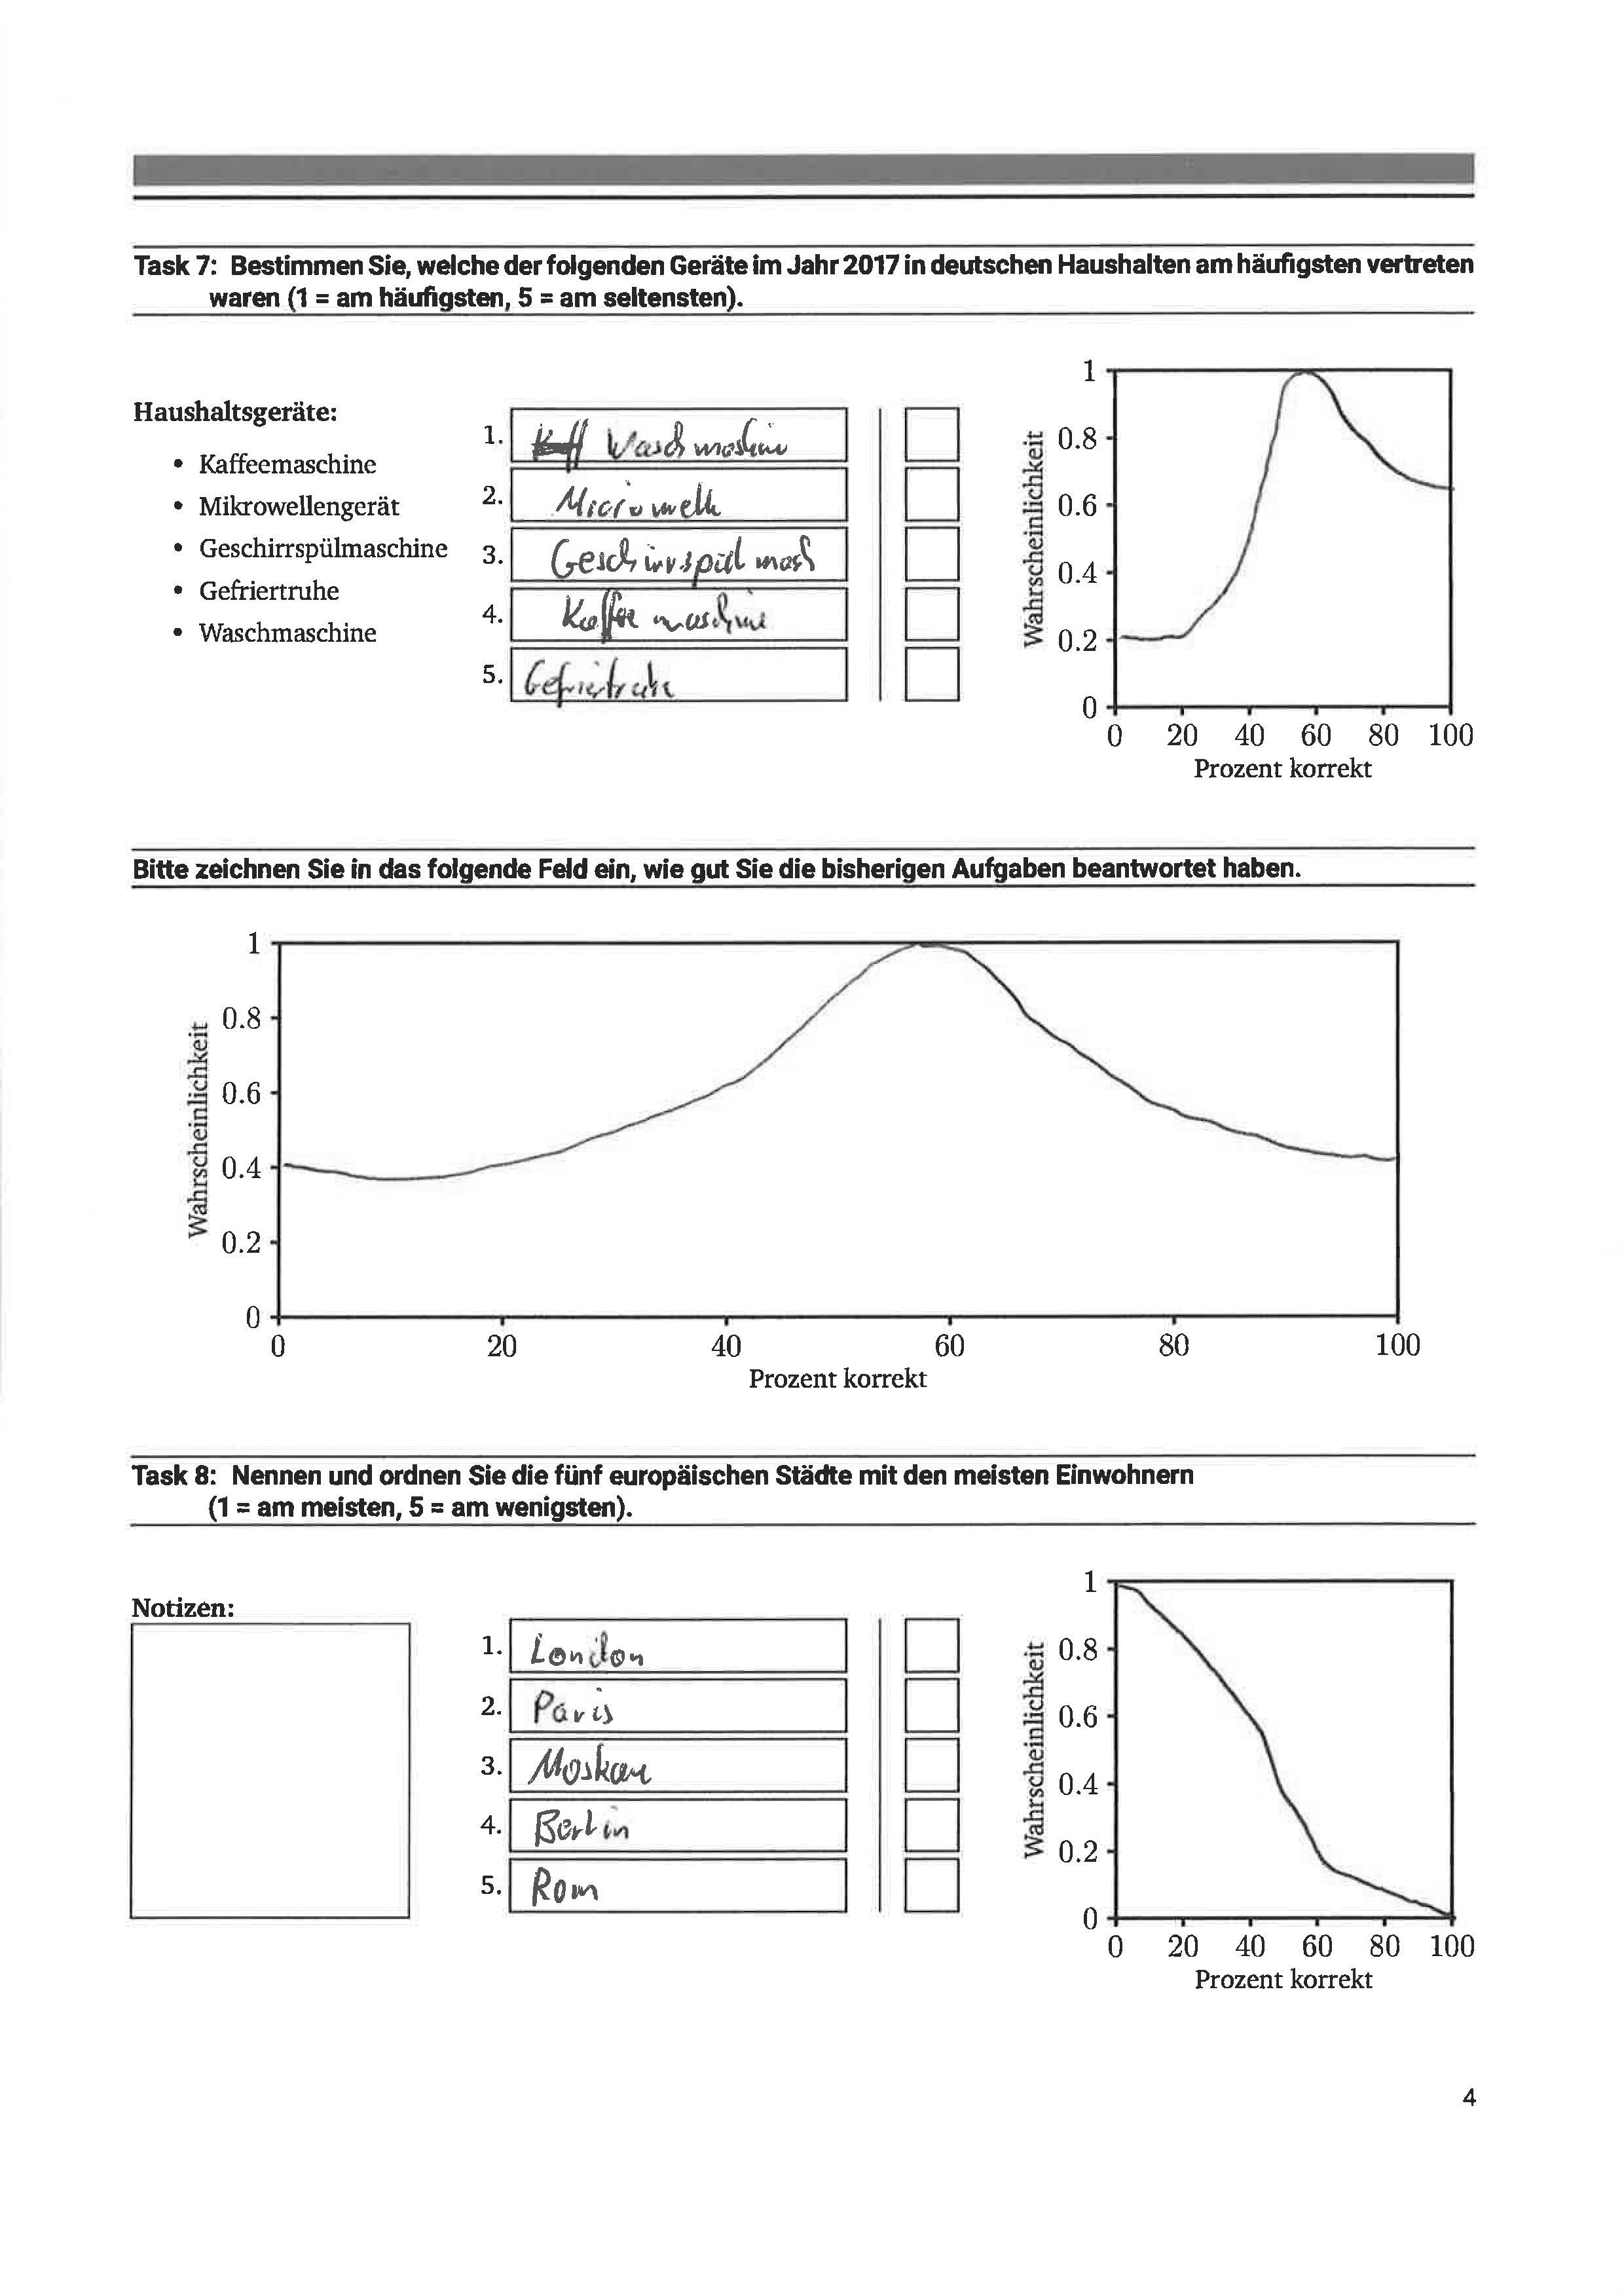 Task 7: Bestimmen Sie, welche der folgenden Geräte im Jahr 2017 in deutschen Haushalten am häufigsten vertreten
waren (1 = am häufigsten, 5 = am seltensten).
Haushaltsgeräte:
• Kaffeemaschine
• Mikrowellengerät
• Geschirrspülmaschine
• Gefriertruhe
• Waschmaschine
1. Waschmaschine
2. Microwelle
3. Geschirrspülmasch
4. Kaffeemaschine
5. Gefriertruhe
1
0.8
0.6
0.4
0.2
0
Wahrscheinlichkeit
0 20 40 60 80 100
Prozent korrekt
Bitte zeichnen Sie in das folgende Feld ein, wie gut Sie die bisherigen Aufgaben beantwortet haben.
1
0.8
0.6
0.4
0.2
0
Wahrscheinlichkeit
0 20 40 60 80 100
Prozent korrekt
Task 8: Nennen und ordnen Sie die fünf europäischen Städte mit den meisten Einwohnern
(1 = am meisten, 5 = am wenigsten).
Notizen:
1. London
2. Paris
3. Moskau
4. Berlin
5. Rom
1
0.8
0.6
0.4
0.2
0
Wahrscheinlichkeit
0 20 40 60 80 100
Prozent korrekt
4